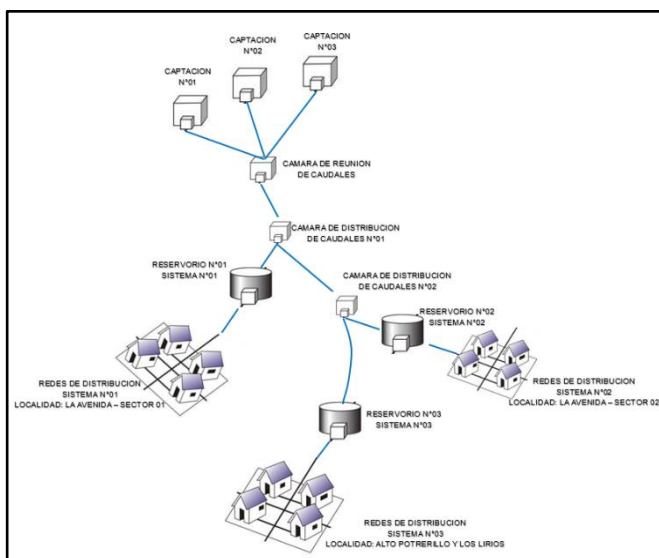 CAPTACION
N°03
CAPTACION
N°02
CAPTACION
N°01
CAMARA DE REUNION
DE CAUDALES
CAMARA DE DISTRIBUCION
DE CAUDALES N°01
RESERVORIO N°01
SISTEMA N°01
CAMARA DE DISTRIBUCION
DE CAUDALES N°02
RESERVORIO N°02
SISTEMA N°02
REDES DE DISTRIBUCION
SISTEMA N°01
LOCALIDAD: LA AVENIDA – SECTOR 01
REDES DE DISTRIBUCION
SISTEMA N°02
LOCALIDAD: LA AVENIDA – SECTOR 02
RESERVORIO N°03
SISTEMA N°03
REDES DE DISTRIBUCION
SISTEMA N°03
LOCALIDAD: ALTO POTRERILLO Y LOS LIRIOS